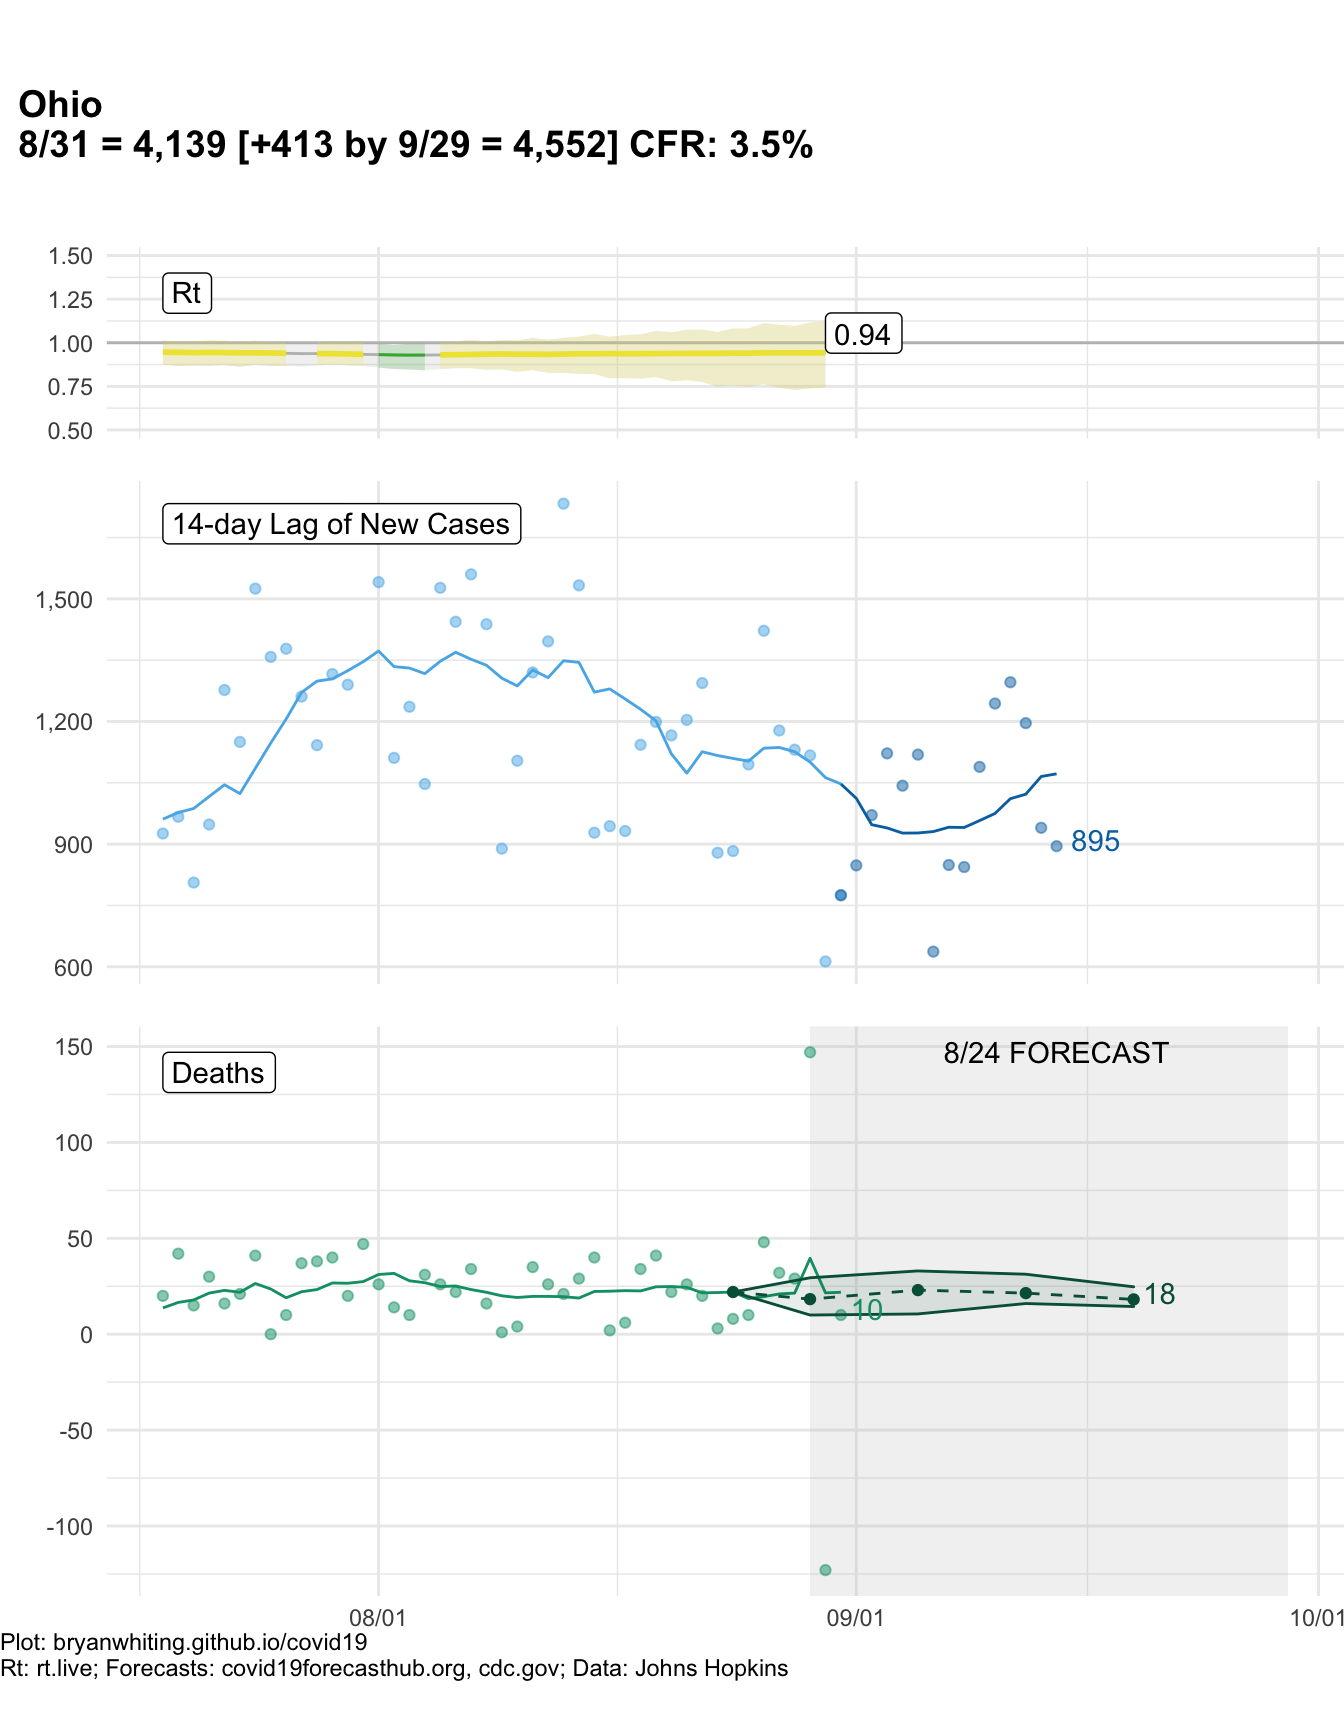 Ohio
8/31 = 4,139 [+413 by 9/29 = 4,552] CFR: 3.5%
1.50
Rt
1.25
1.00
0.94
0.75
0.50
14-day Lag of New Cases
1,500
1,200
900
895
600
150
8/24 FORECAST
Deaths
100
50
18
10
0
-50
-100
08/01
09/01
10/01
Plot: bryanwhiting.github.io/covid19
Rt: rt.live; Forecasts: covid19forecasthub.org, cdc.gov; Data: Johns Hopkins